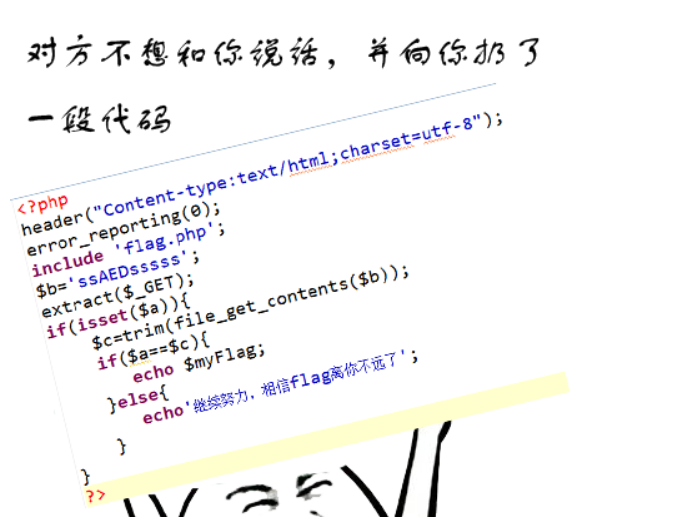 对方不想和你说话，并向你扔了
一段代码
<?php
header("Content-type:text/html;charset=utf-8");
error_reporting(0);
include 'flag.php';
$b='ssAEDsssss';
extract($_GET);
if(isset($a)){
$c=trim(file_get_contents($b));
if($a==$c){
echo $myFlag;
}else{
echo'继续努力，相信flag离你不远了';
}
}
?>